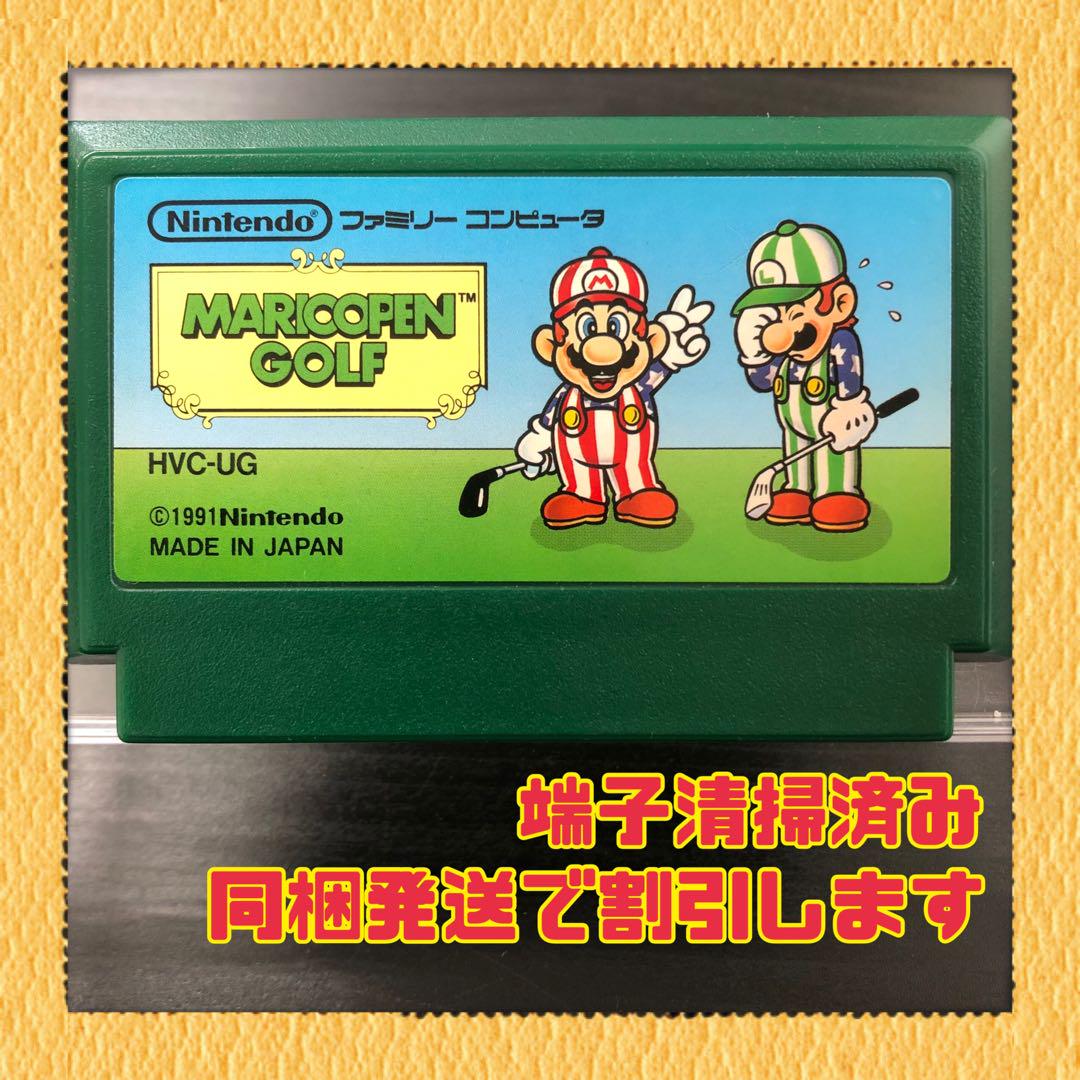 Nintendo® ファミリー コンピュータ
MARIOOPEN™
GOLF
HVC-UG
©1991Nintendo
MADE IN JAPAN
M
L
端子清掃済み
同梱発送で割引します